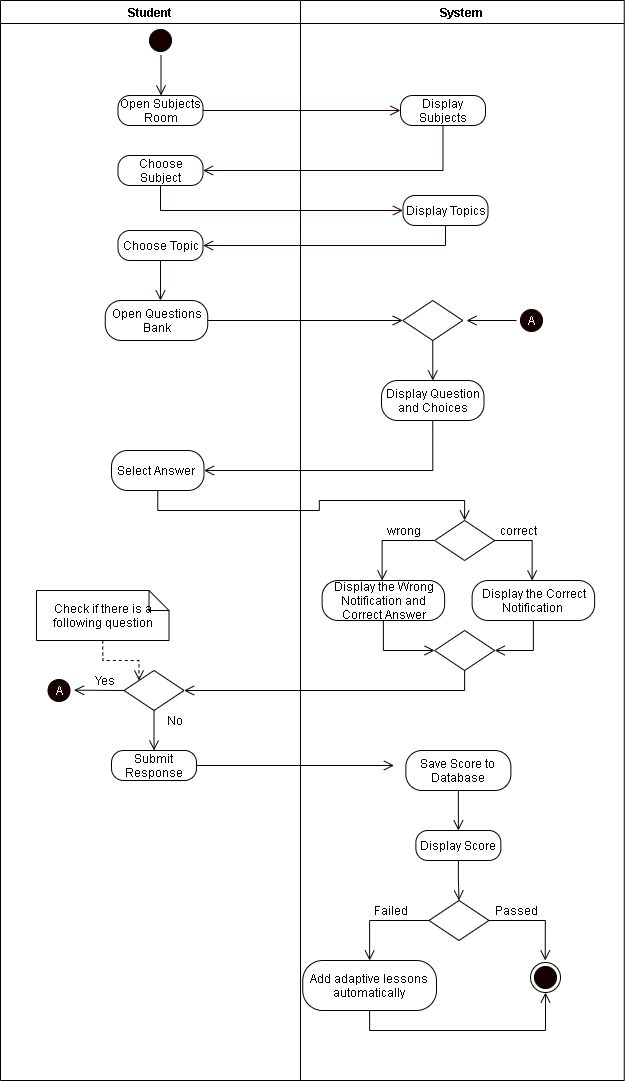 Student
System
Open Subjects
Room
Display
Subjects
Choose
Subject
Display Topics
Choose Topic
Open Questions
Bank
A
Display Question
and Choices
Select Answer
wrong
correct
Display the Wrong
Notification and
Correct Answer
Display the Correct
Notification
Check if there is a
following question
A
Yes
No
Submit
Response
Save Score to
Database
Display Score
Failed
Passed
Add adaptive lessons
automatically